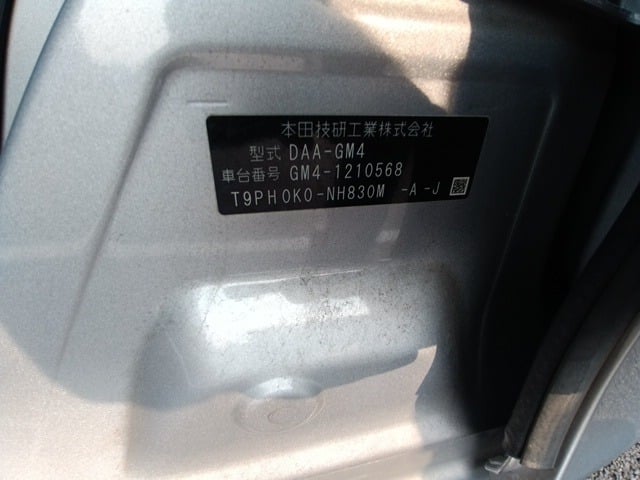 本田技研工業株式会社
型式 DAA-GM4
車台番号 GM4-1210568
T9PH0K0-NH830M -A-J